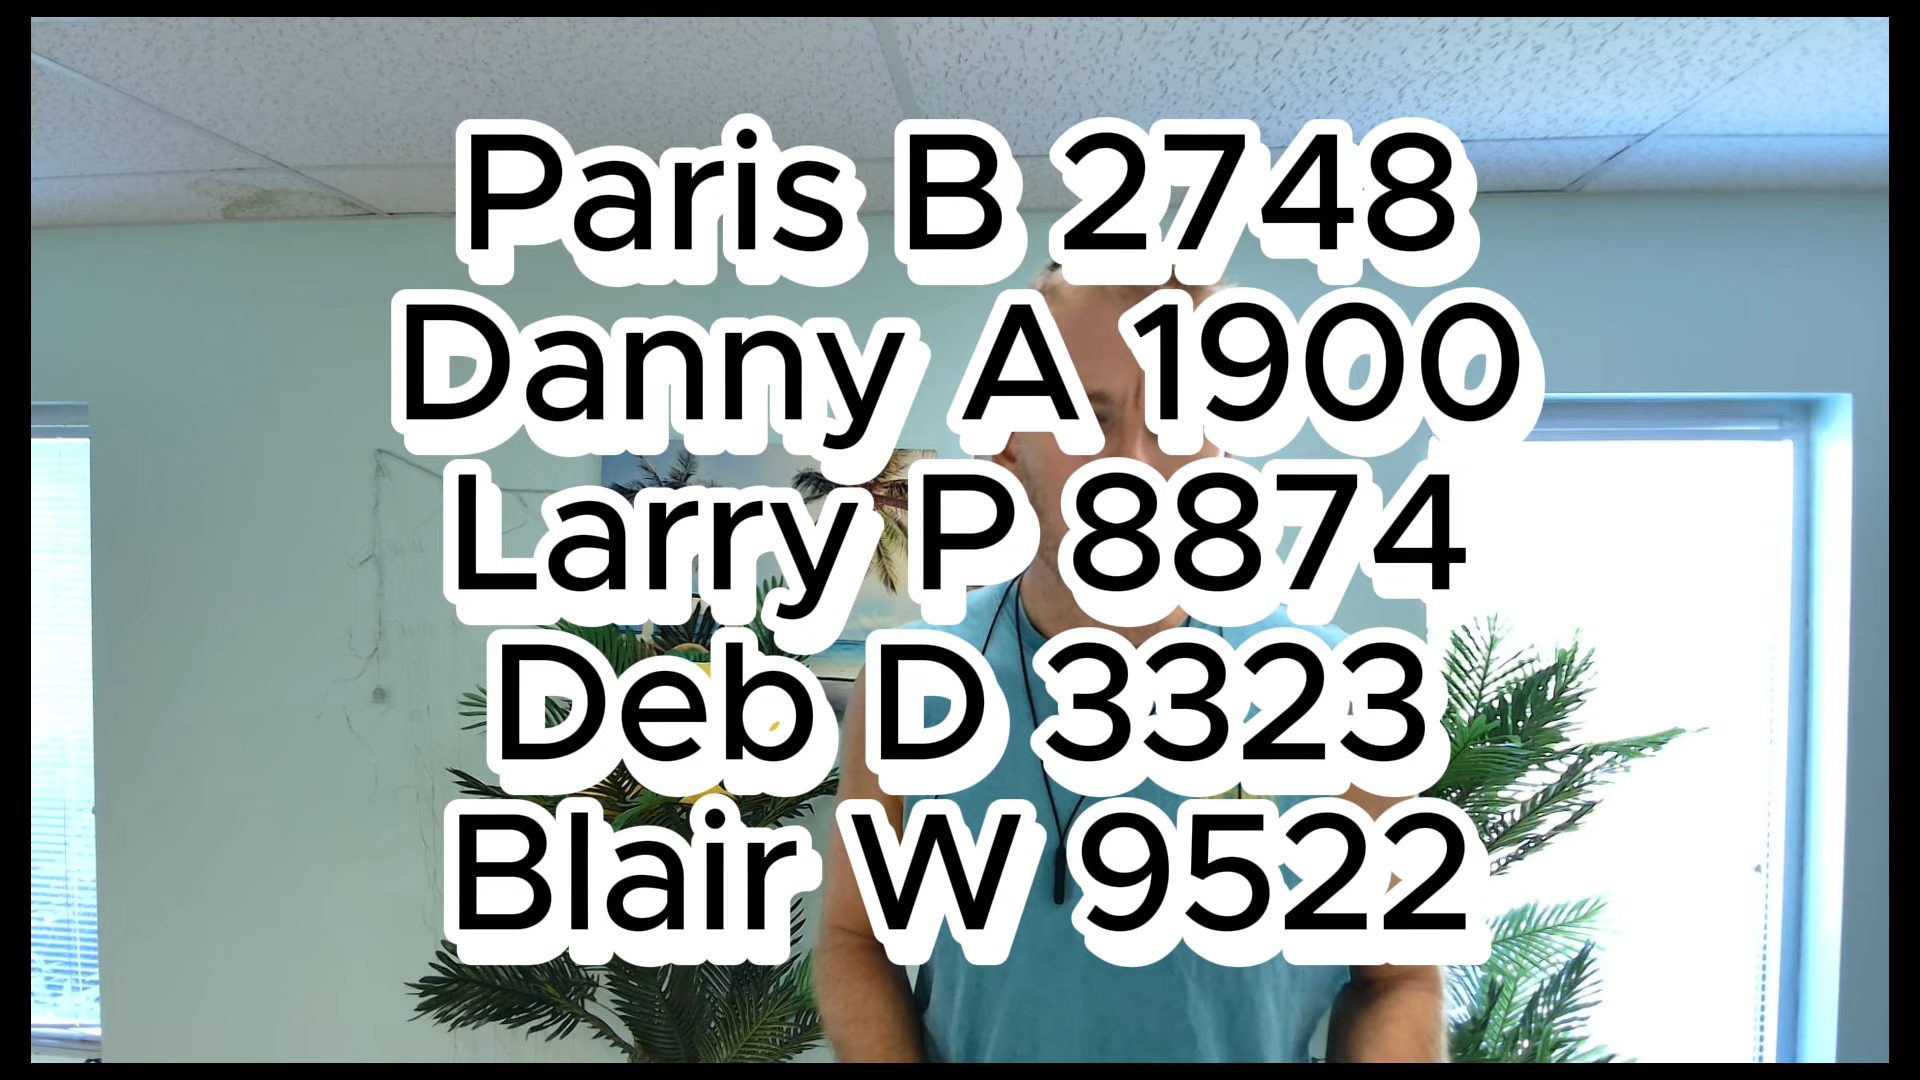 Paris B 2748
Danny A 1900
Larry P 8874
Deb D 3323
Blair W 9522